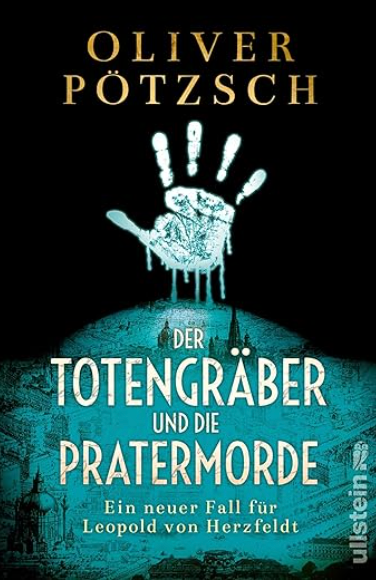 OLIVER
PÖTZSCH
DER
TOTENGRÄBER
UND DIE
PRATERMORDE
Ein neuer Fall für
Leopold von Herzfeldt
ullstein